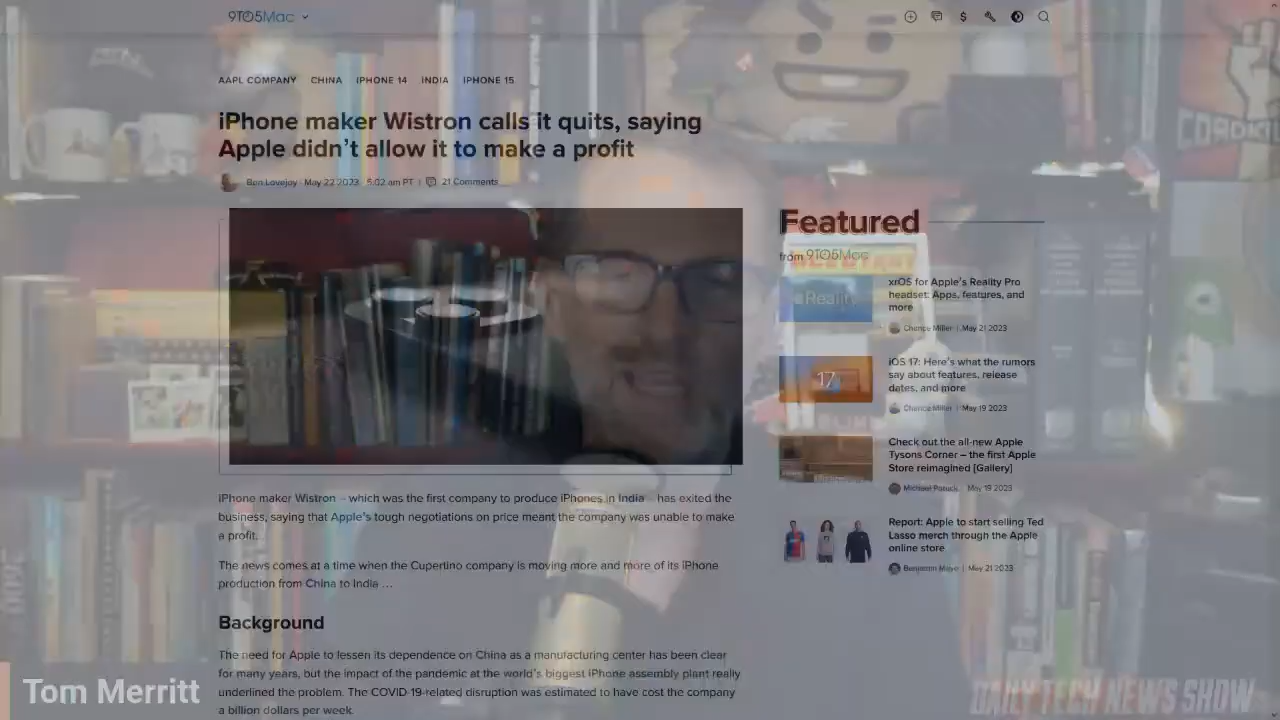 9TO5Mac
AAPL COMPANY CHINA IPHONE 14 INDIA IPHONE 15
iPhone maker Wistron calls it quits, saying
Apple didn't allow it to make a profit
Ben Lovejoy May 22 2023 5:02 am PT | 21 Comments
Featured
from 9TO5Mac
Reality
xrOS for Apple's Reality Pro
headset: Apps, features, and
more
Chance Miller | May 21 2023
17
iOS 17: Here's what the rumors
say about features, release
dates, and more
Chance Miller | May 19 2023
Check out the all-new Apple
Tysons Corner – the first Apple
Store reimagined [Gallery]
Michael Potuck May 19 2023
Report: Apple to start selling Ted
Lasso merch through the Apple
online store
Benjamin Mayo | May 21 2023
iPhone maker Wistron – which was the first company to produce iPhones in India – has exited the
business, saying that Apple's tough negotiations on price meant the company was unable to make
a profit.
The news comes at a time when the Cupertino company is moving more and more of its iPhone
production from China to India ...
Background
The need for Apple to lessen its dependence on China as a manufacturing center has been clear
for many years, but the impact of the pandemic at the world's biggest iPhone assembly plant really
underlined the problem. The COVID-19-related disruption was estimated to have cost the company
a billion dollars per week.
Tom Merritt
DAILY TECH NEWS SHOW